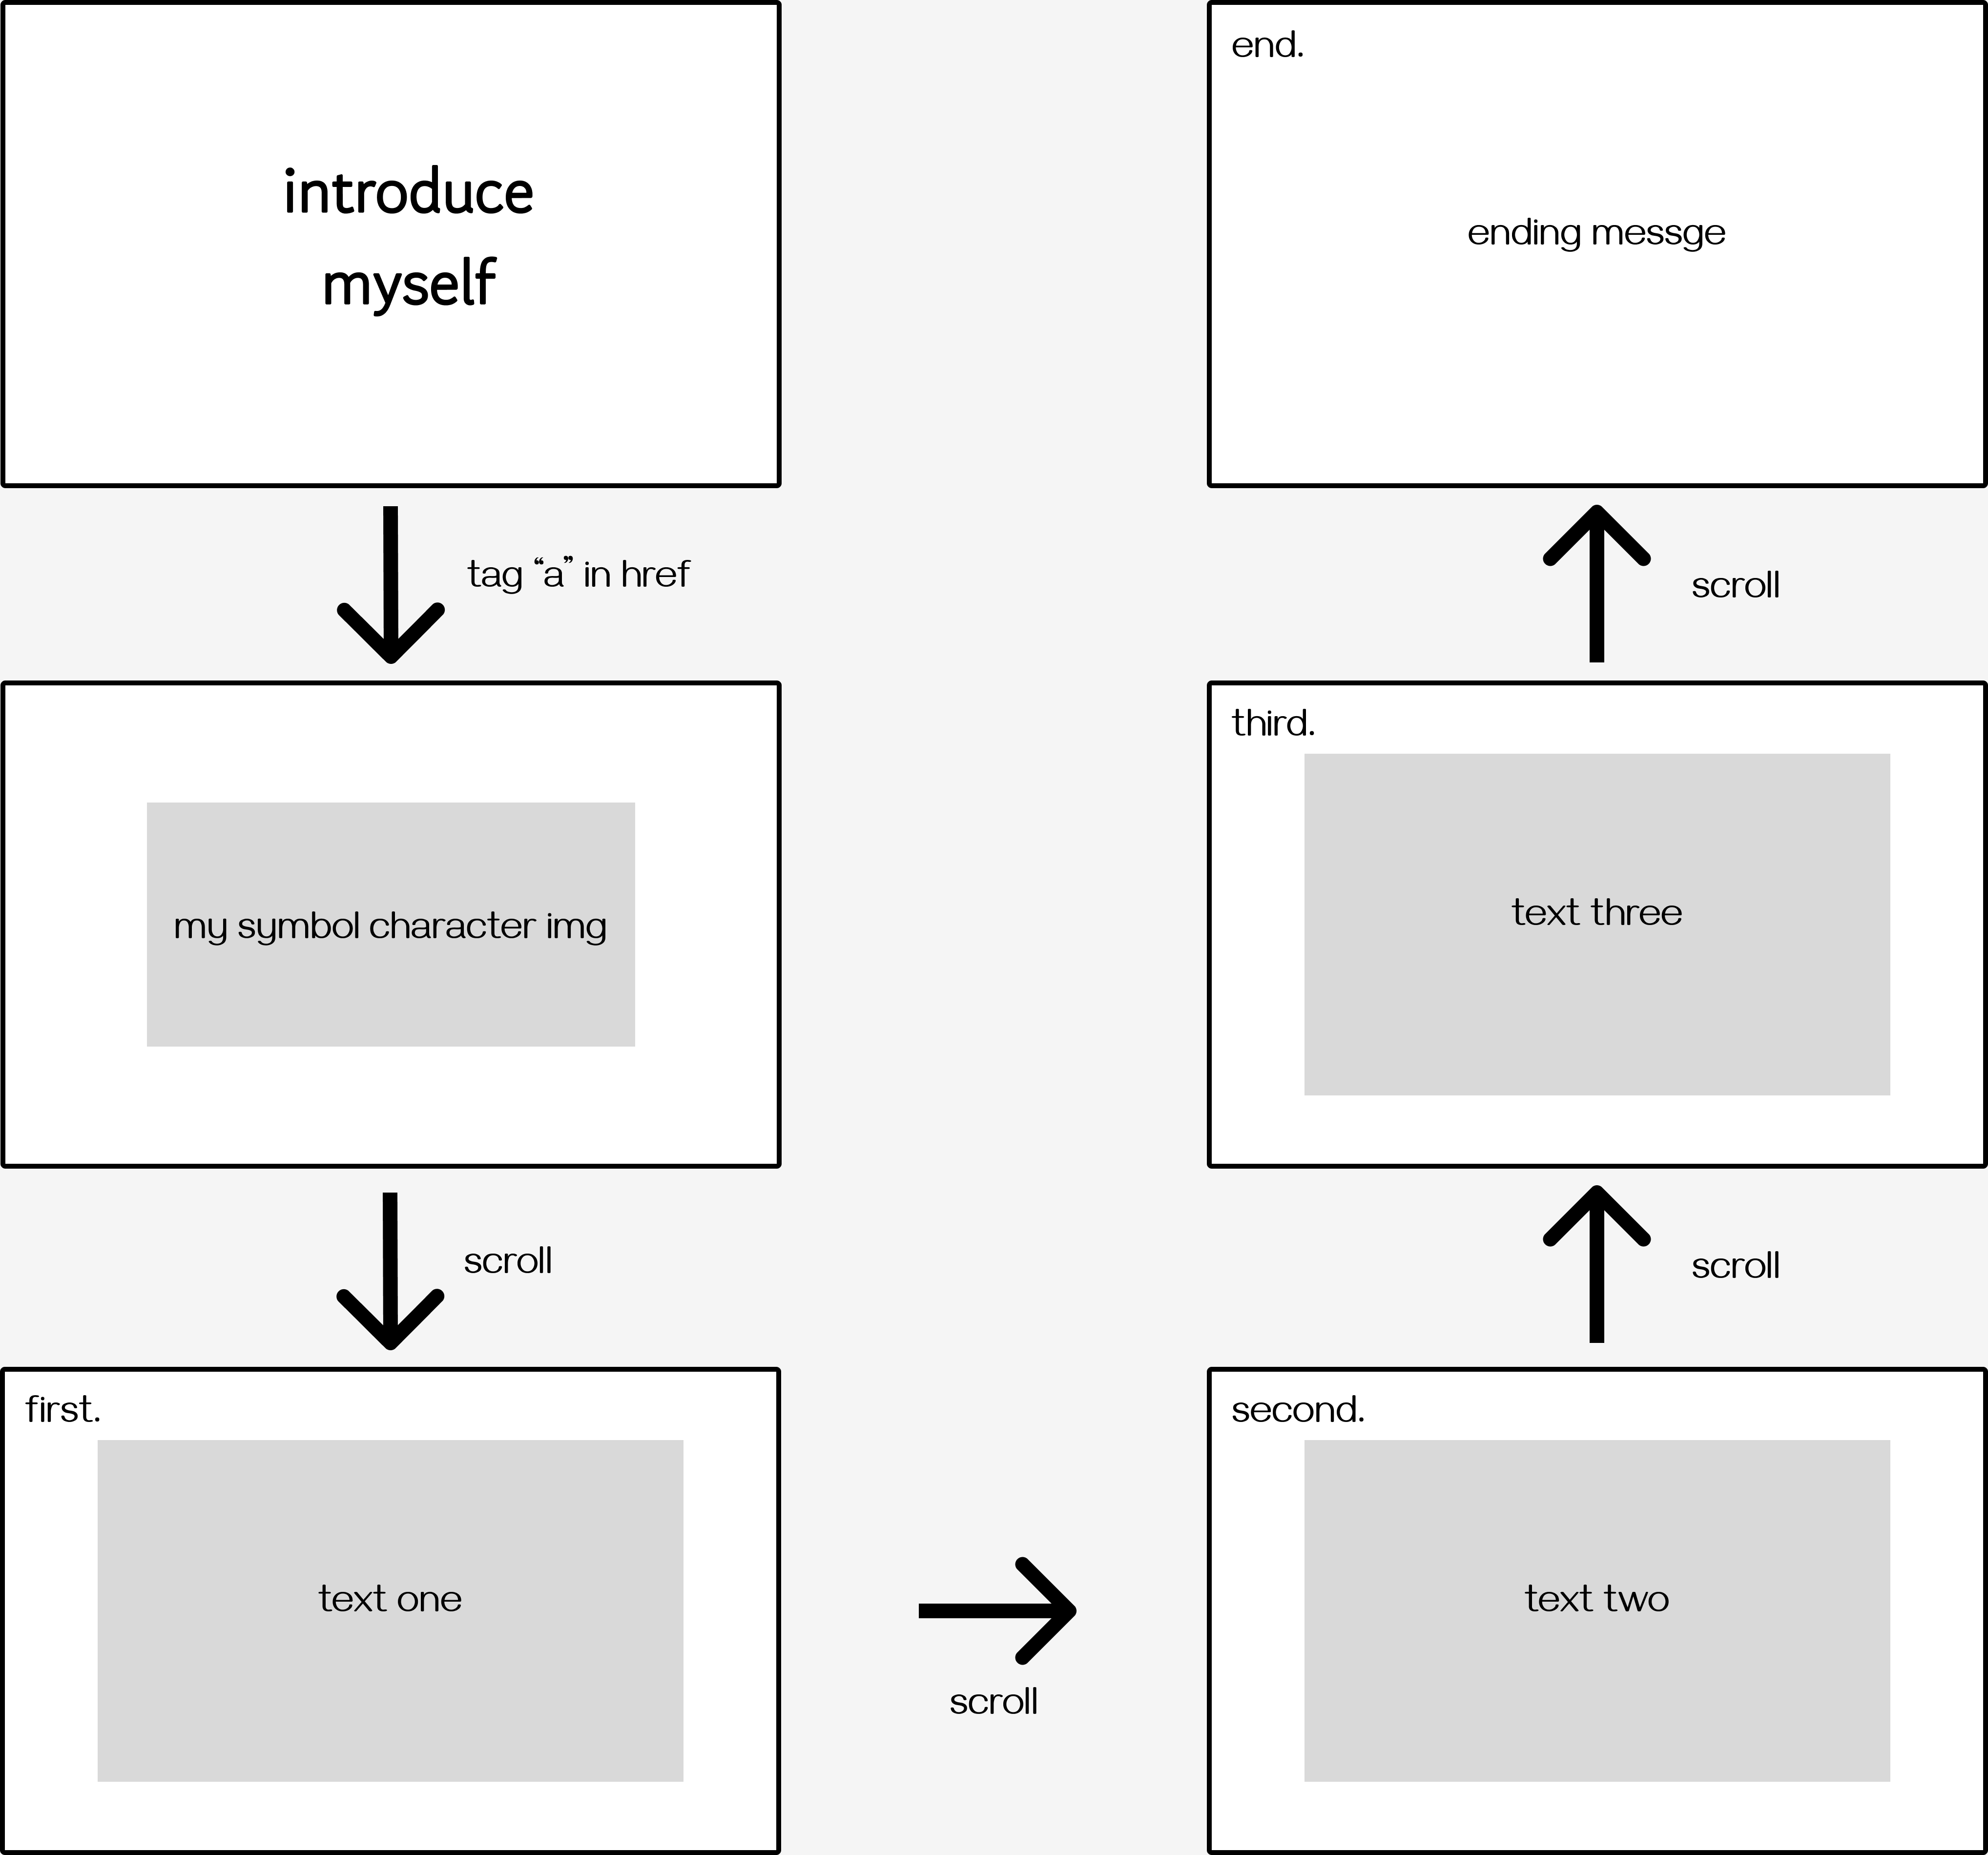 introduce
myself
tag “a” in href
my symbol character img
scroll
first.
text one
scroll
second.
text two
scroll
third.
text three
scroll
end.
ending messge